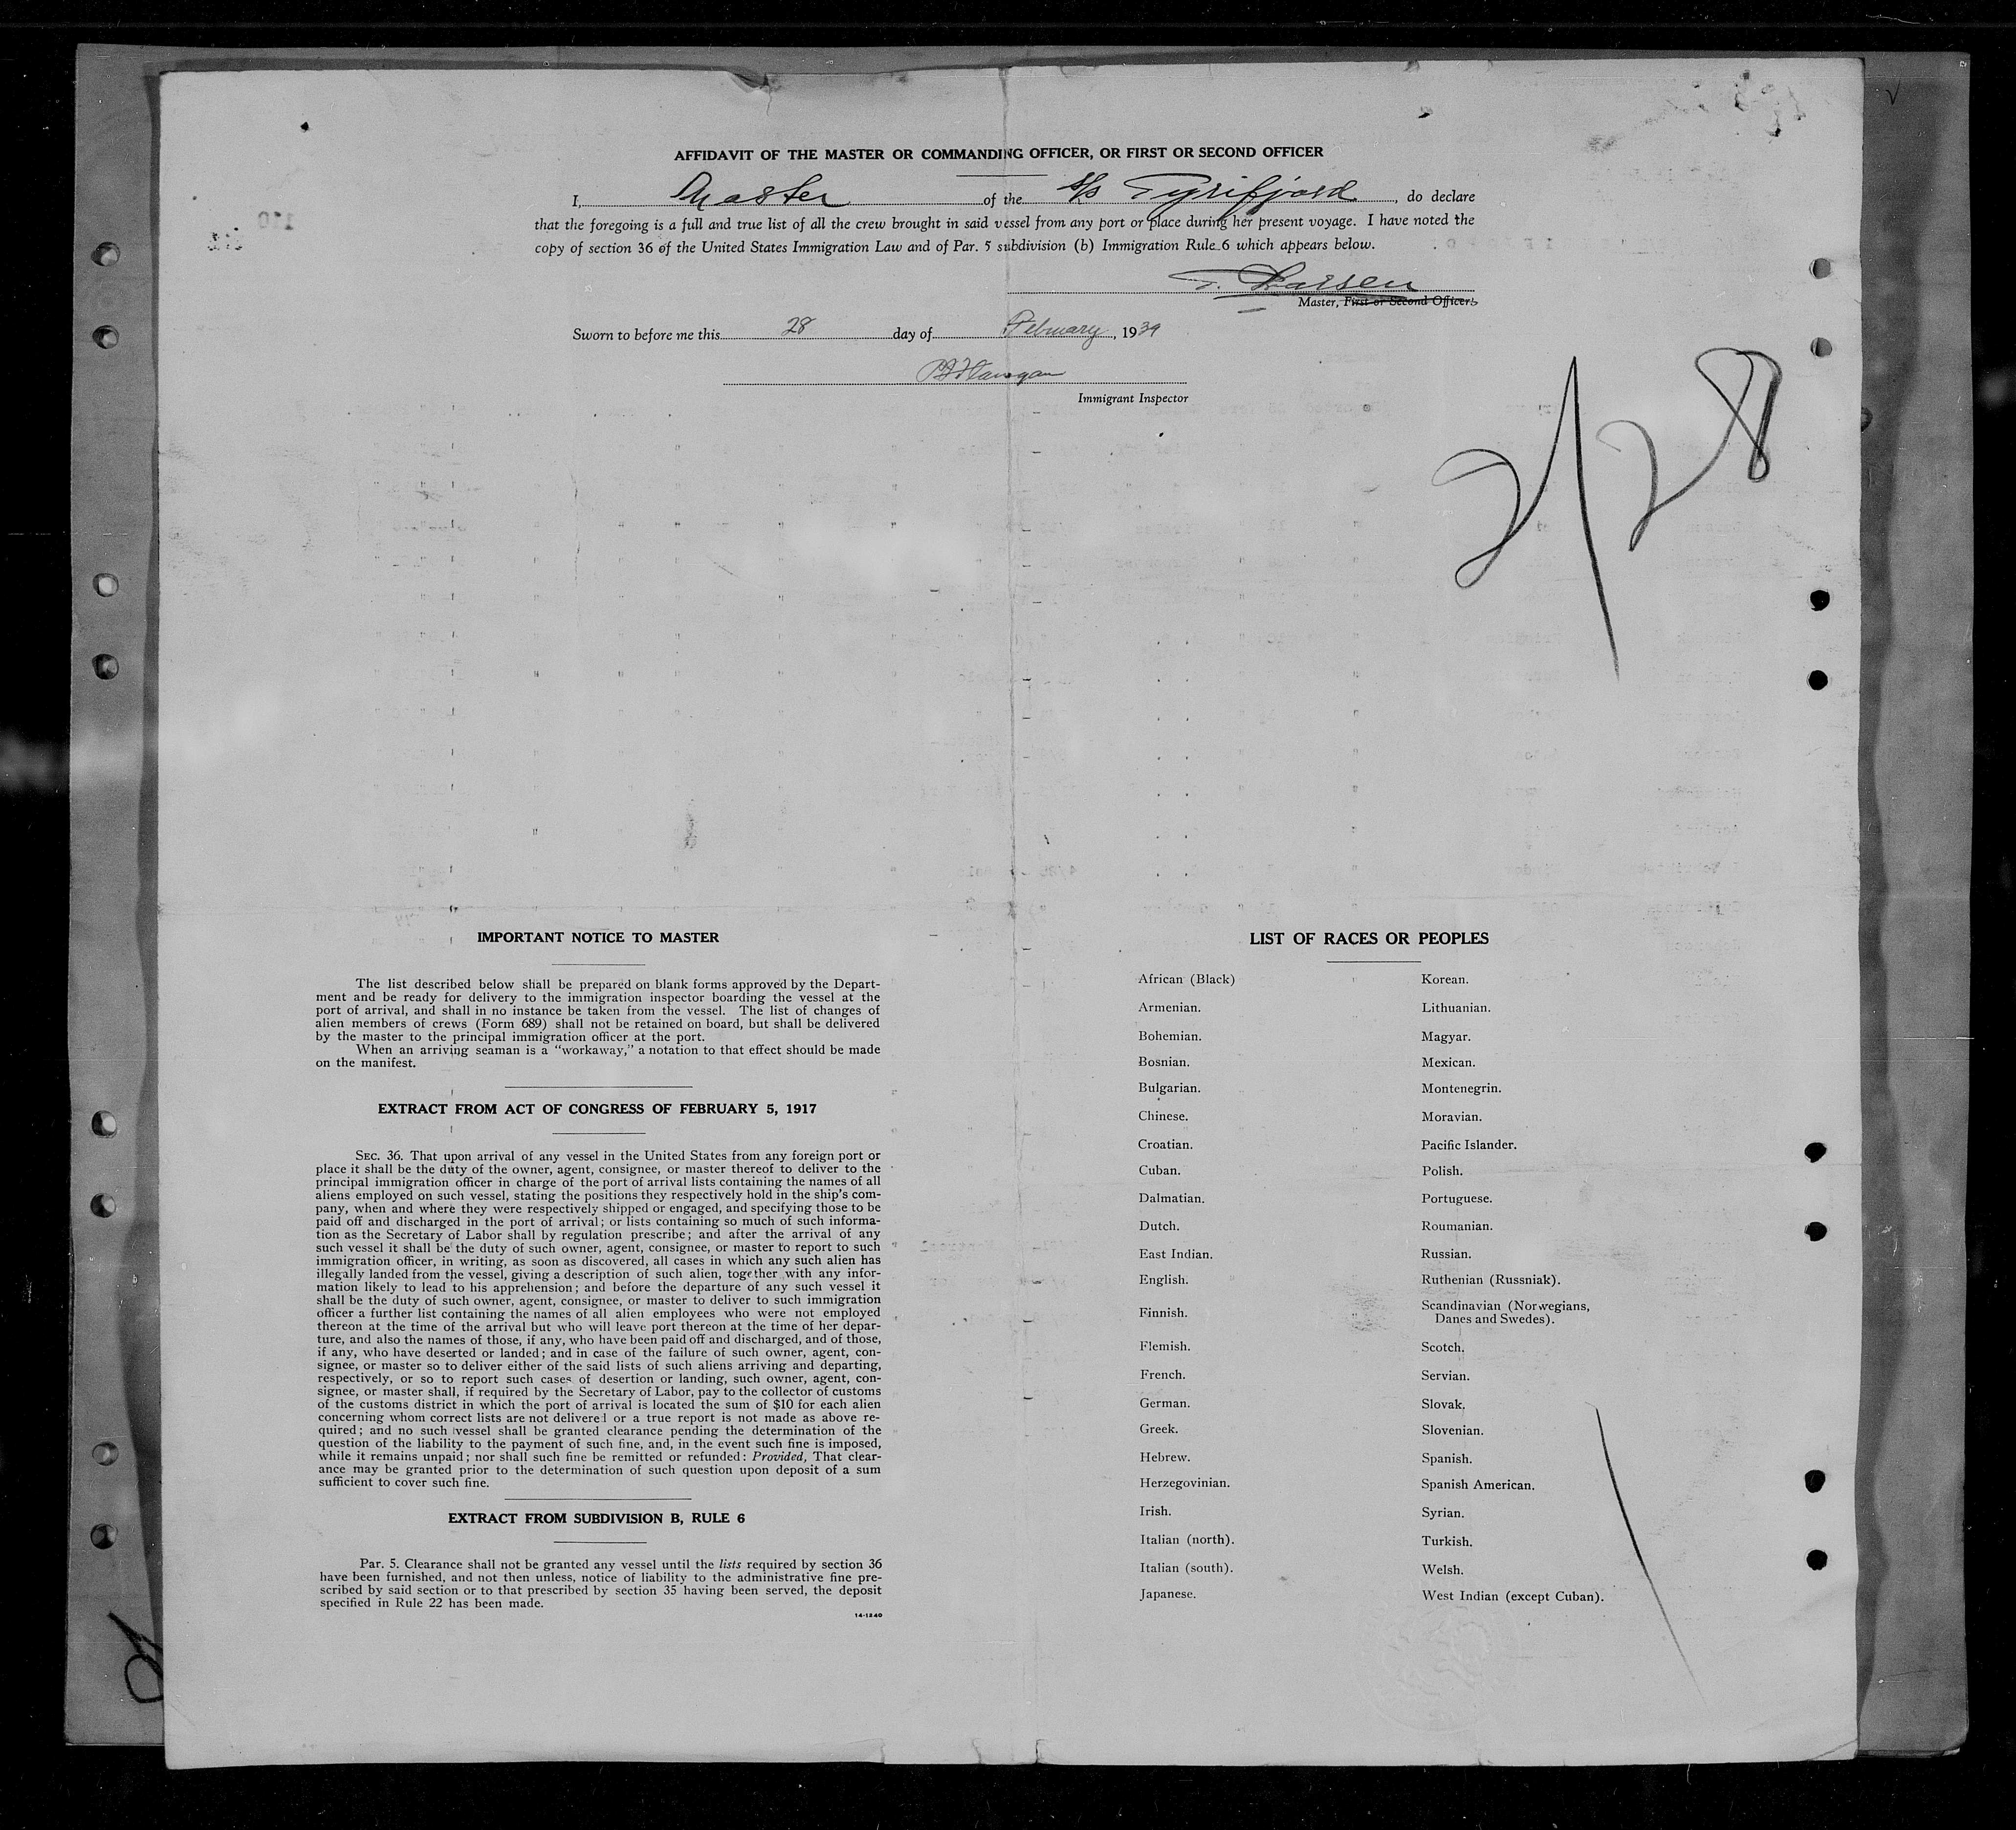 AFFIDAVIT OF THE MASTER OR COMMANDING OFFICER, OR FIRST OR SECOND OFFICER
I, Master of the S/S Tyrifjord, do declare
that the foregoing is a full and true list of all the crew brought in said vessel from any port or place during her present voyage. I have noted the
copy of section 36 of the United States Immigration Law and of Par. 5 subdivision (b) Immigration Rule 6 which appears below.
T. Larsen
Master, First or Second Officer.
Sworn to before me this 28 day of February, 1939
Immigrant Inspector
2/28
IMPORTANT NOTICE TO MASTER
The list described below shall be prepared on blank forms approved by the Depart-
ment and be ready for delivery to the immigration inspector boarding the vessel at the
port of arrival, and shall in no instance be taken from the vessel. The list of changes of
alien members of crews (Form 689) shall not be retained on board, but shall be delivered
by the master to the principal immigration officer at the port.
When an arriving seaman is a "workaway," a notation to that effect should be made
on the manifest.
EXTRACT FROM ACT OF CONGRESS OF FEBRUARY 5, 1917
SEC. 36. That upon arrival of any vessel in the United States from any foreign port or
place it shall be the duty of the owner, agent, consignee, or master thereof to deliver to the
principal immigration officer in charge of the port of arrival lists containing the names of all
aliens employed on such vessel, stating the positions they respectively hold in the ship's com-
pany, when and where they were respectively shipped or engaged, and specifying those to be
paid off and discharged in the port of arrival; or lists containing so much of such informa-
tion as the Secretary of Labor shall by regulation prescribe; and after the arrival of any
such vessel it shall be the duty of such owner, agent, consignee, or master to report to such
immigration officer, in writing, as soon as discovered, all cases in which any such alien has
illegally landed from the vessel, giving a description of such alien, together with any infor-
mation likely to lead to his apprehension; and before the departure of any such vessel it
shall be the duty of such owner, agent, consignee, or master to deliver to such immigration
officer a further list containing the names of all alien employees who were not employed
thereon at the time of the arrival but who will leave port thereon at the time of her depar-
ture, and also the names of those, if any, who have been paid off and discharged, and of those,
if any, who have deserted or landed; and in case of the failure of such owner, agent, con-
signee, or master so to deliver either of the said lists of such aliens arriving and departing,
respectively, or so to report such cases of desertion or landing, such owner, agent, con-
signee, or master shall, if required by the Secretary of Labor, pay to the collector of customs
of the customs district in which the port of arrival is located the sum of $10 for each alien
concerning whom correct lists are not delivered or a true report is not made as above re-
quired; and no such vessel shall be granted clearance pending the determination of the
question of the liability to the payment of such fine, and, in the event such fine is imposed,
while it remains unpaid; nor shall such fine be remitted or refunded: Provided, That clear-
ance may be granted prior to the determination of such question upon deposit of a sum
sufficient to cover such fine.
EXTRACT FROM SUBDIVISION B, RULE 6
Par. 5. Clearance shall not be granted any vessel until the lists required by section 36
have been furnished, and not then unless, notice of liability to the administrative fine pre-
scribed by said section or to that prescribed by section 35 having been served, the deposit
specified in Rule 22 has been made.
14-1240
LIST OF RACES OR PEOPLES
African (Black)
Armenian.
Bohemian.
Bosnian.
Bulgarian.
Chinese.
Croatian.
Cuban.
Dalmatian.
Dutch.
East Indian.
English.
Finnish.
Flemish.
French.
German.
Greek.
Hebrew.
Herzegovinian.
Irish.
Italian (north).
Italian (south).
Japanese.
Korean.
Lithuanian.
Magyar.
Mexican.
Montenegrin.
Moravian.
Pacific Islander.
Polish.
Portuguese.
Roumanian.
Russian.
Ruthenian (Russniak).
Scandinavian (Norwegians,
Danes and Swedes).
Scotch.
Servian.
Slovak.
Slovenian.
Spanish.
Spanish American.
Syrian.
Turkish.
Welsh.
West Indian (except Cuban).